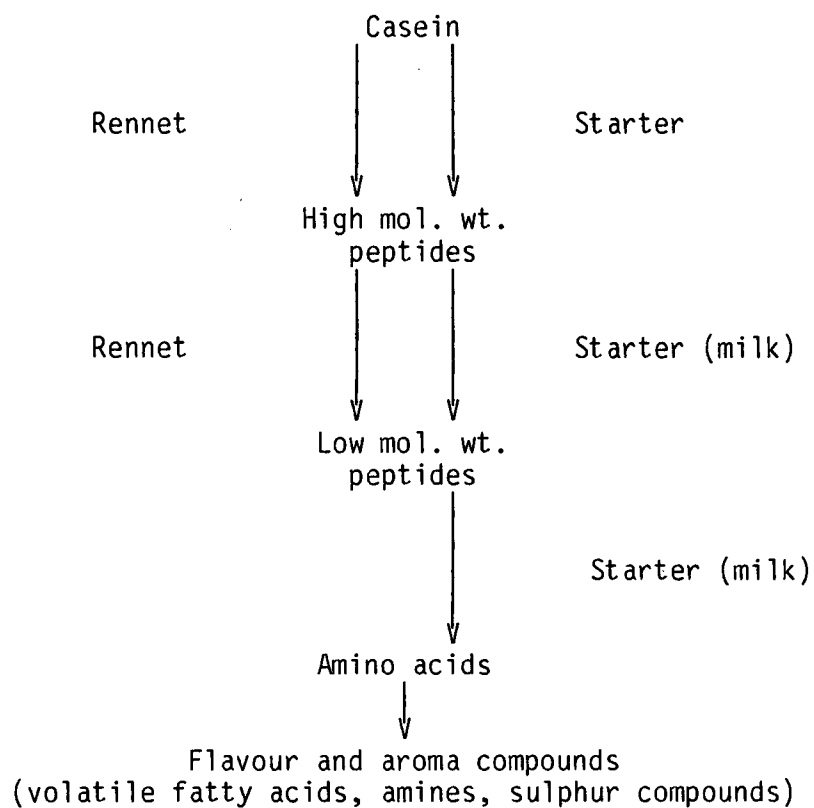 Casein
Rennet
Starter
High mol. wt.
peptides
Rennet
Starter (milk)
Low mol. wt.
peptides
Starter (milk)
Amino acids
Flavour and aroma compounds
(volatile fatty acids, amines, sulphur compounds)